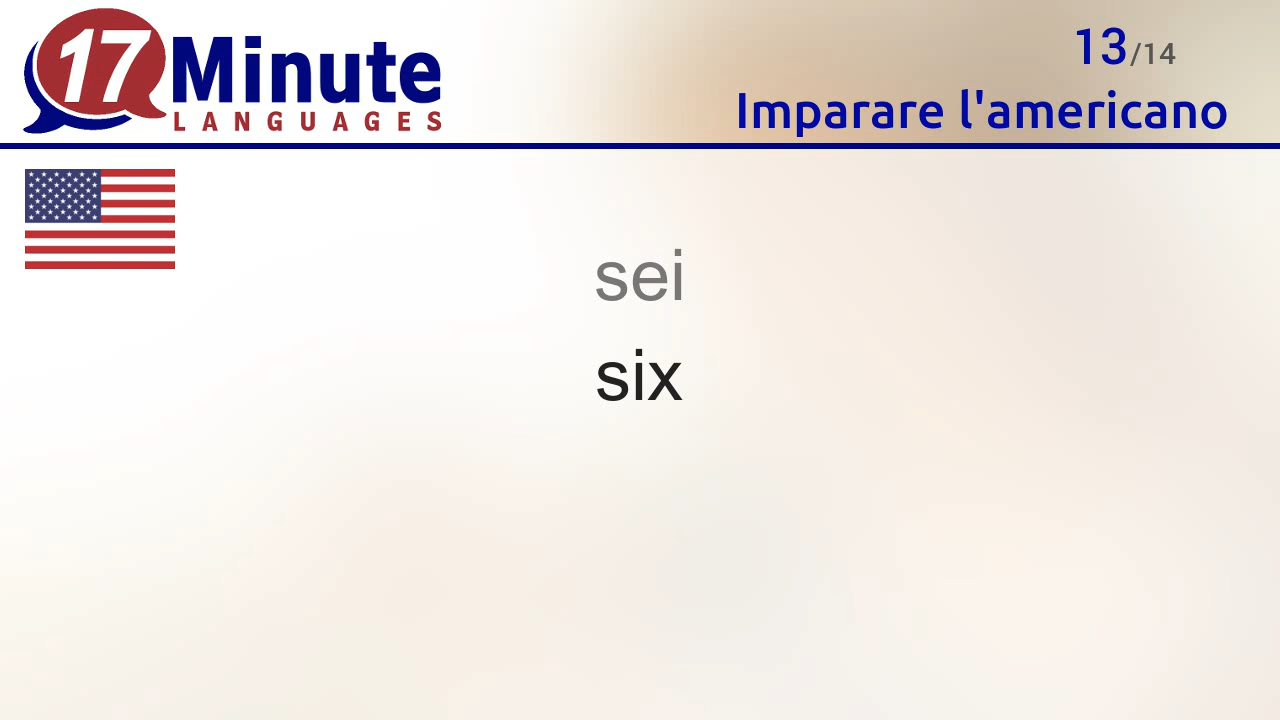 17 Minute
LANGUAGES
13/14
Imparare l'americano
sei
six